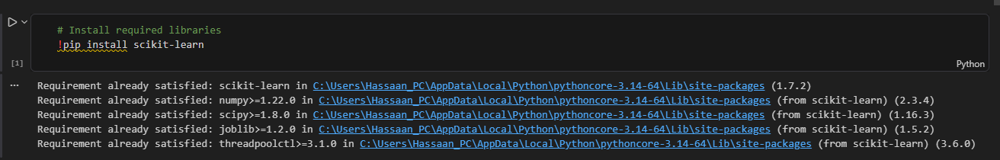 # Install required libraries
!pip install scikit-learn
[1]
Python
... Requirement already satisfied: scikit-learn in C:\Users\Hassaan_PC\AppData\Local\Python\pythoncore-3.14-64\Lib\site-packages (1.7.2)
Requirement already satisfied: numpy>=1.22.0 in C:\Users\Hassaan_PC\AppData\Local\Python\pythoncore-3.14-64\Lib\site-packages (from scikit-learn) (2.3.4)
Requirement already satisfied: scipy>=1.8.0 in C:\Users\Hassaan_PC\AppData\Local\Python\pythoncore-3.14-64\Lib\site-packages (from scikit-learn) (1.16.3)
Requirement already satisfied: joblib>=1.2.0 in C:\Users\Hassaan_PC\AppData\Local\Python\pythoncore-3.14-64\Lib\site-packages (from scikit-learn) (1.5.2)
Requirement already satisfied: threadpoolctl>=3.1.0 in C:\Users\Hassaan_PC\AppData\Local\Python\pythoncore-3.14-64\Lib\site-packages (from scikit-learn) (3.6.0)